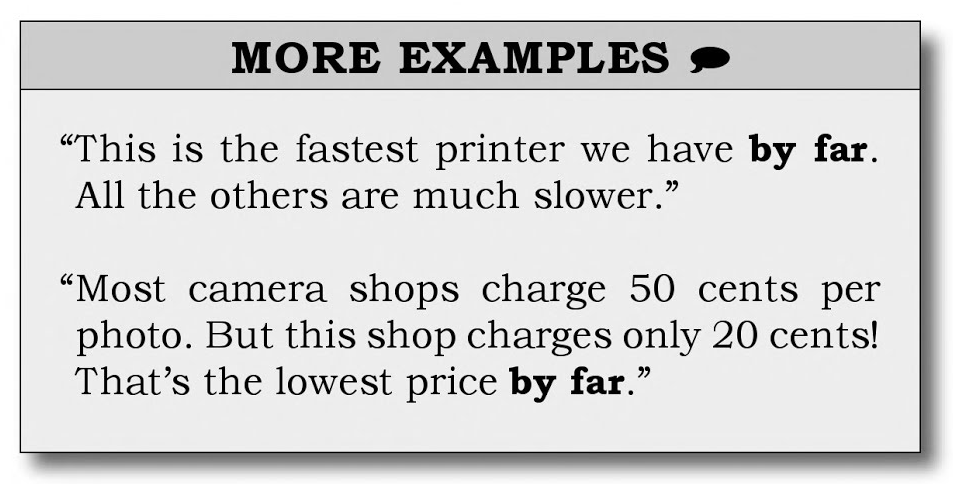 MORE EXAMPLES
“This is the fastest printer we have by far.
All the others are much slower.”
“Most camera shops charge 50 cents per
photo. But this shop charges only 20 cents!
That’s the lowest price by far.”